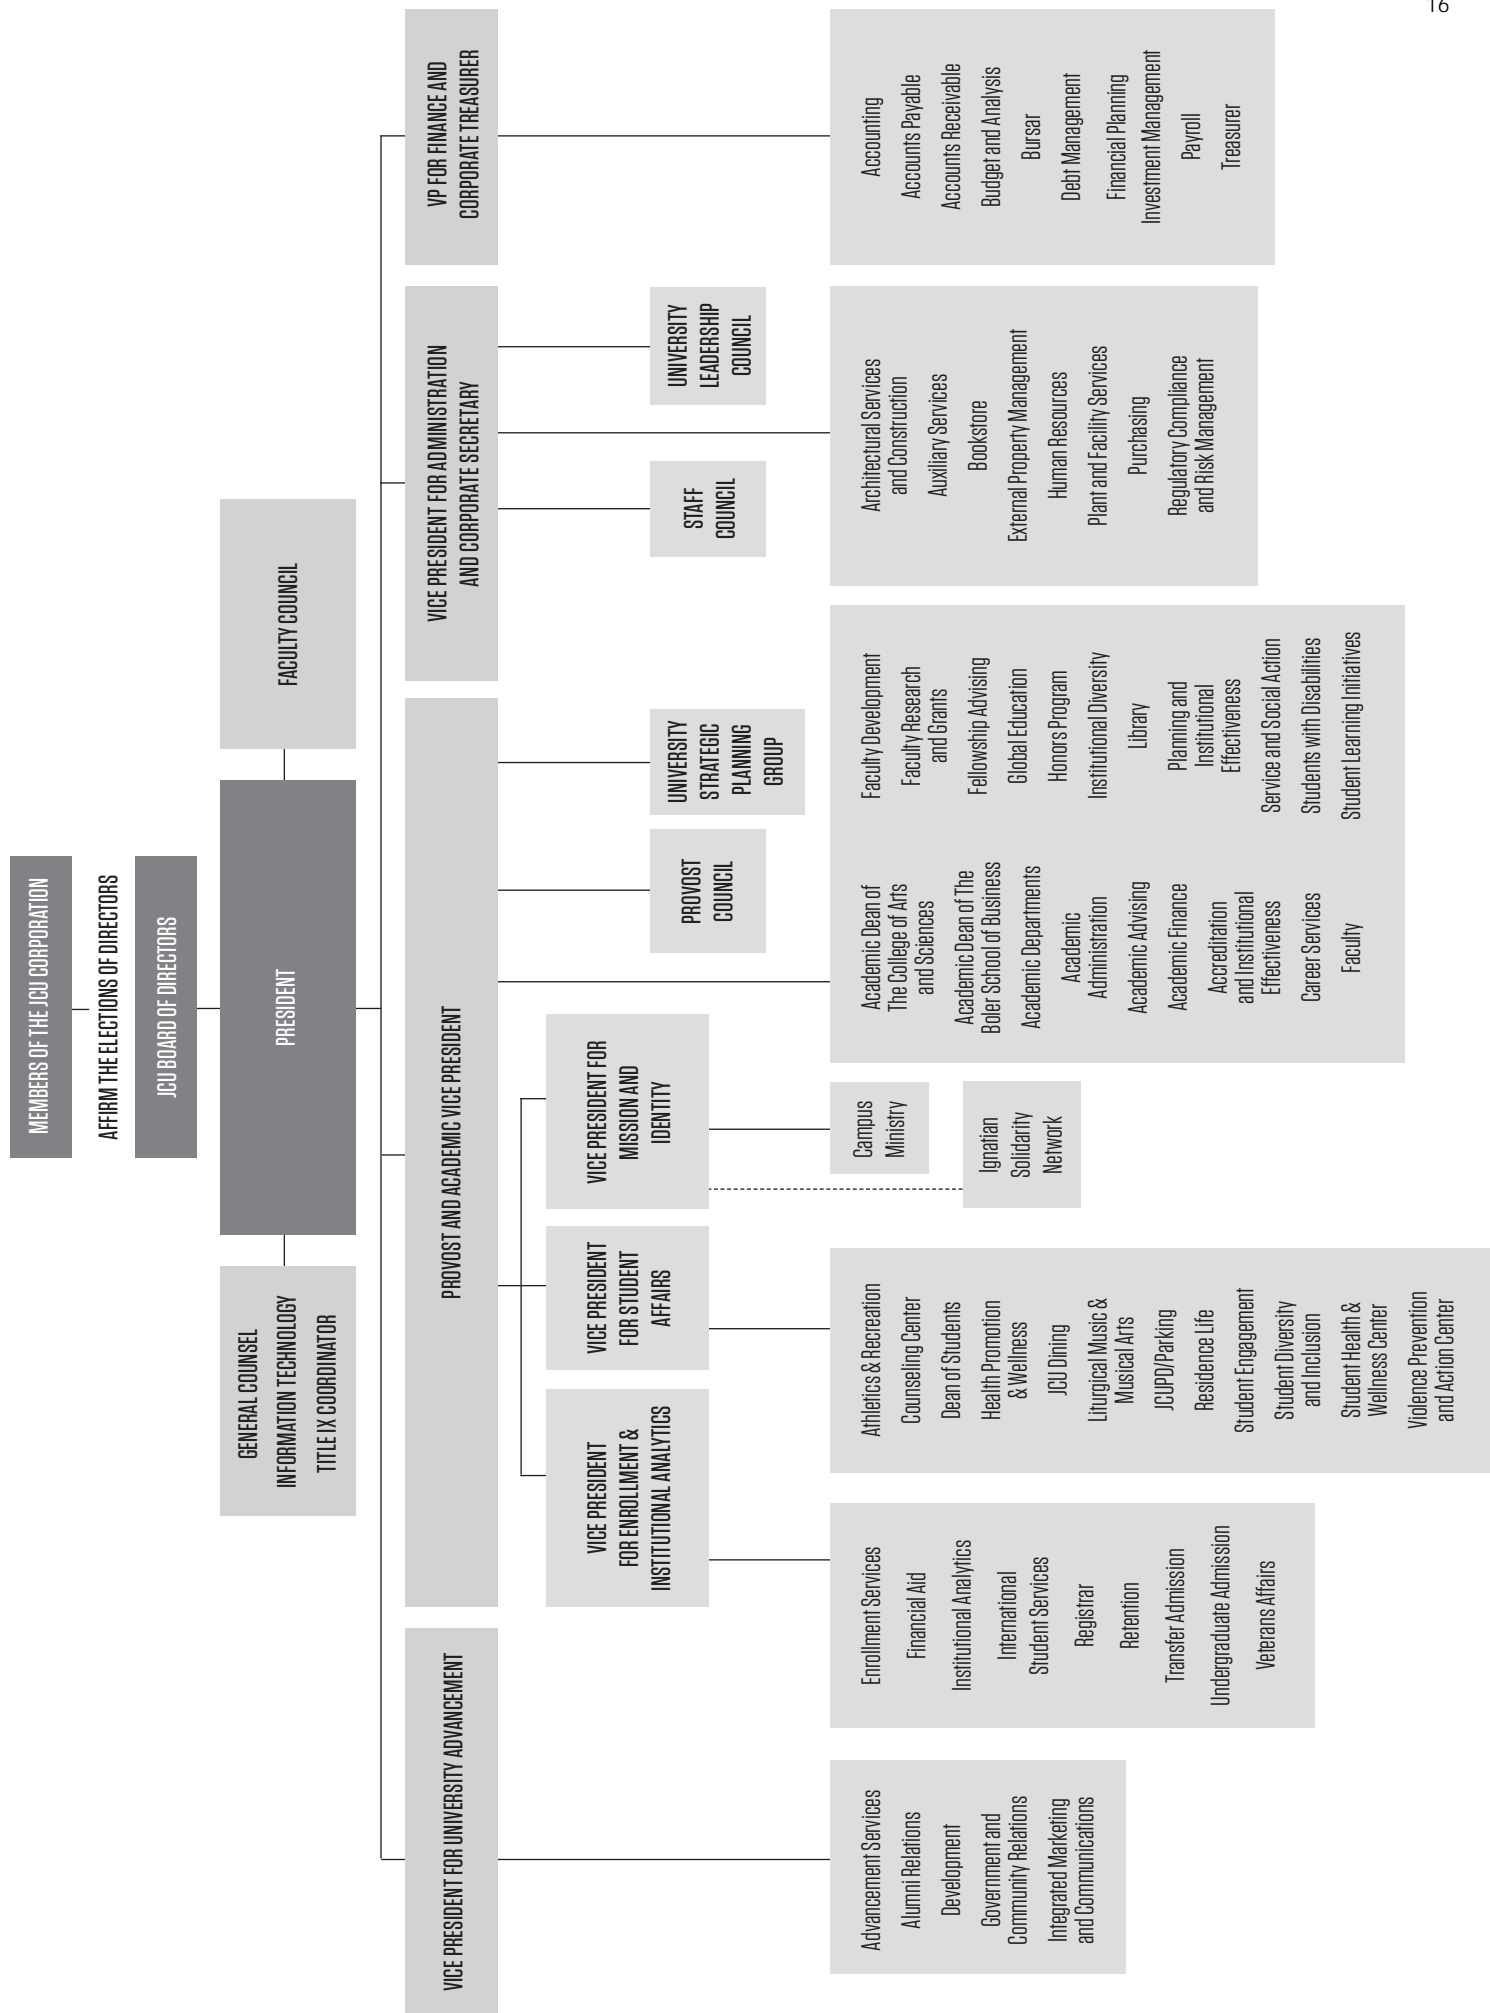 16
MEMBERS OF THE JCU CORPORATION
AFFIRM THE ELECTIONS OF DIRECTORS
JCU BOARD OF DIRECTORS
GENERAL COUNSEL
INFORMATION TECHNOLOGY
TITLE IX COORDINATOR
PRESIDENT
FACULTY COUNCIL
VICE PRESIDENT FOR UNIVERSITY ADVANCEMENT
PROVOST AND ACADEMIC VICE PRESIDENT
VICE PRESIDENT FOR ADMINISTRATION
AND CORPORATE SECRETARY
VP FOR FINANCE AND
CORPORATE TREASURER
VICE PRESIDENT
FOR ENROLLMENT &
INSTITUTIONAL ANALYTICS
VICE PRESIDENT
FOR STUDENT
AFFAIRS
VICE PRESIDENT FOR
MISSION AND
IDENTITY
PROVOST
COUNCIL
UNIVERSITY
STRATEGIC
PLANNING
GROUP
STAFF
COUNCIL
UNIVERSITY
LEADERSHIP
COUNCIL
Advancement Services
Alumni Relations
Development
Government and
Community Relations
Integrated Marketing
and Communications
Enrollment Services
Financial Aid
Institutional Analytics
International
Student Services
Registrar
Retention
Transfer Admission
Undergraduate Admission
Veterans Affairs
Athletics & Recreation
Counseling Center
Dean of Students
Health Promotion
& Wellness
JCU Dining
Liturgical Music &
Musical Arts
JCUPD/Parking
Residence Life
Student Engagement
Student Diversity
and Inclusion
Student Health &
Wellness Center
Violence Prevention
and Action Center
Campus
Ministry
Ignatian
Solidarity
Network
Academic Dean of
The College of Arts
and Sciences
Academic Dean of The
Boler School of Business
Academic Departments
Academic
Administration
Academic Advising
Academic Finance
Accreditation
and Institutional
Effectiveness
Career Services
Faculty
Faculty Development
Faculty Research
and Grants
Fellowship Advising
Global Education
Honors Program
Institutional Diversity
Library
Planning and
Institutional
Effectiveness
Service and Social Action
Students with Disabilities
Student Learning Initiatives
Architectural Services
and Construction
Auxiliary Services
Bookstore
External Property Management
Human Resources
Plant and Facility Services
Purchasing
Regulatory Compliance
and Risk Management
Accounting
Accounts Payable
Accounts Receivable
Budget and Analysis
Bursar
Debt Management
Financial Planning
Investment Management
Payroll
Treasurer